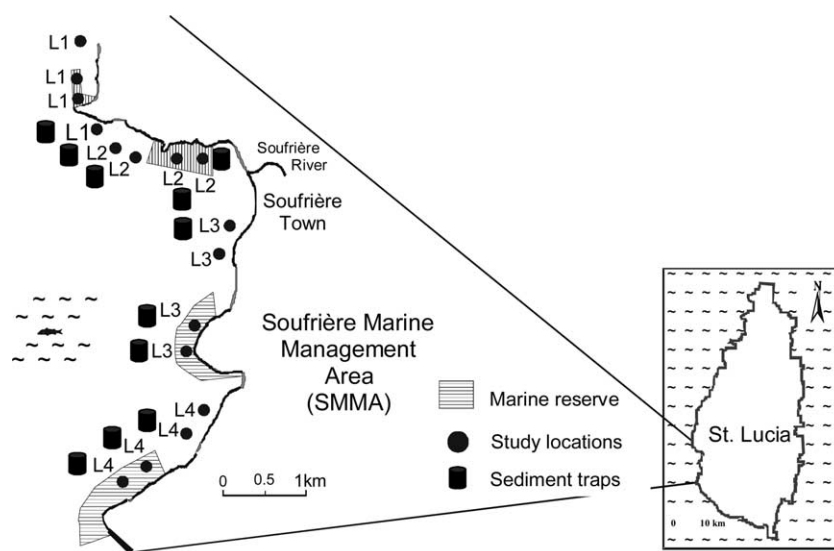 L1
L1
L1
L1
L2
L2
L2
L2
Soufrière
River
Soufrière
Town
L3
L3
L3
L3
Soufrière Marine
Management
Area
(SMMA)
L4
L4
L4
L4
0 0.5 1km
Marine reserve
Study locations
Sediment traps
N
St. Lucia
0 10 km